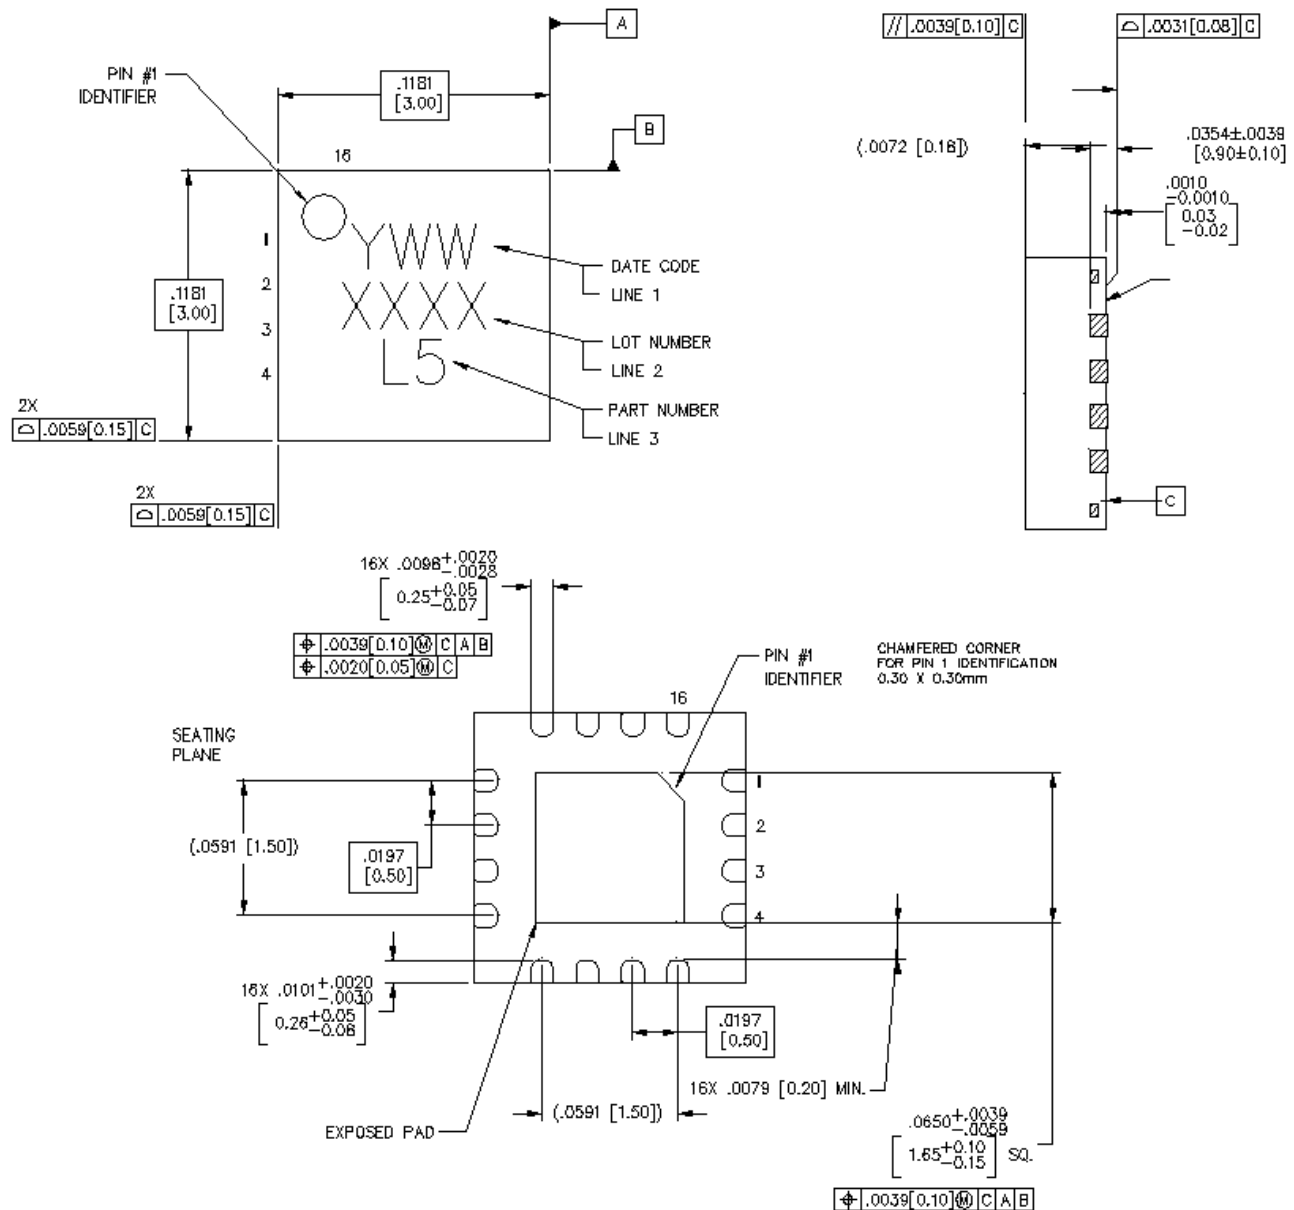 A
PIN #1
IDENTIFIER
.1181
[3.00]
B
16
1
2
3
4
YWW
XXXX
L5
DATE CODE
LINE 1
LOT NUMBER
LINE 2
PART NUMBER
LINE 3
.1181
[3.00]
2X
.0059[0.15] C
2X
.0059[0.15] C
// .0039[0.10] C
.0031[0.08] C
(.0072 [0.18])
.0354±.0039
[0.90±0.10]
.0010
-0.0010
0.03
-0.02
C
16X .0098+.0020
-.0028
[0.25+0.05
-0.07]
.0039[0.10]Ⓜ C A B
.0020[0.05]Ⓜ C
PIN #1
IDENTIFIER
CHAMFERED CORNER
FOR PIN 1 IDENTIFICATION
0.30 X 0.30mm
16
SEATING
PLANE
1
2
3
4
(.0591 [1.50])
.0197
[0.50]
16X .0101+.0020
-.0030
[0.26+0.05
-0.08]
.0197
[0.50]
16X .0079 [0.20] MIN.
(.0591 [1.50])
EXPOSED PAD
.0650+.0039
-.0059
[1.65+0.10
-0.15] SQ.
.0039[0.10]Ⓜ C A B